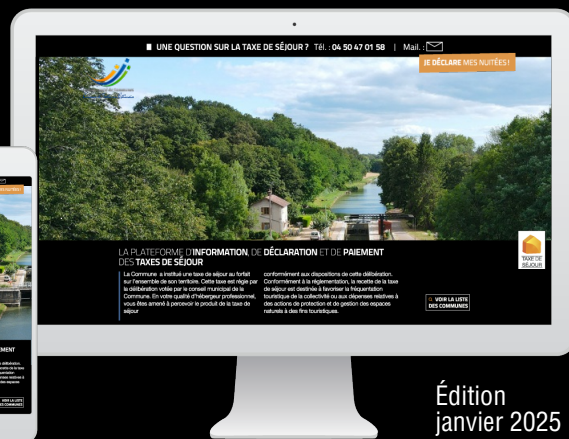 UNE QUESTION SUR LA TAXE DE SÉJOUR ? Tél. : 04 50 47 01 58 | Mail. :
JE DÉCLARE MES NUITÉES !
LA PLATEFORME D'INFORMATION, DE DÉCLARATION ET DE PAIEMENT
DES TAXES DE SÉJOUR
La Commune a institué une taxe de séjour au forfait
sur l'ensemble de son territoire. Cette taxe est régie par
la délibération votée par le conseil municipal de la
Commune. En votre qualité d'hébergeur professionnel,
vous êtes amené à percevoir le produit de la taxe de
séjour
conformément aux dispositions de cette délibération.
Conformément à la réglementation, la recette de la taxe
de séjour est destinée à favoriser la fréquentation
touristique de la collectivité ou aux dépenses relatives à
des actions de protection et de gestion des espaces
naturels à des fins touristiques.
TAXE DE
SÉJOUR
VOIR LA LISTE
DES COMMUNES
VOIR LA LISTE
DES COMMUNES
Édition
janvier 2025